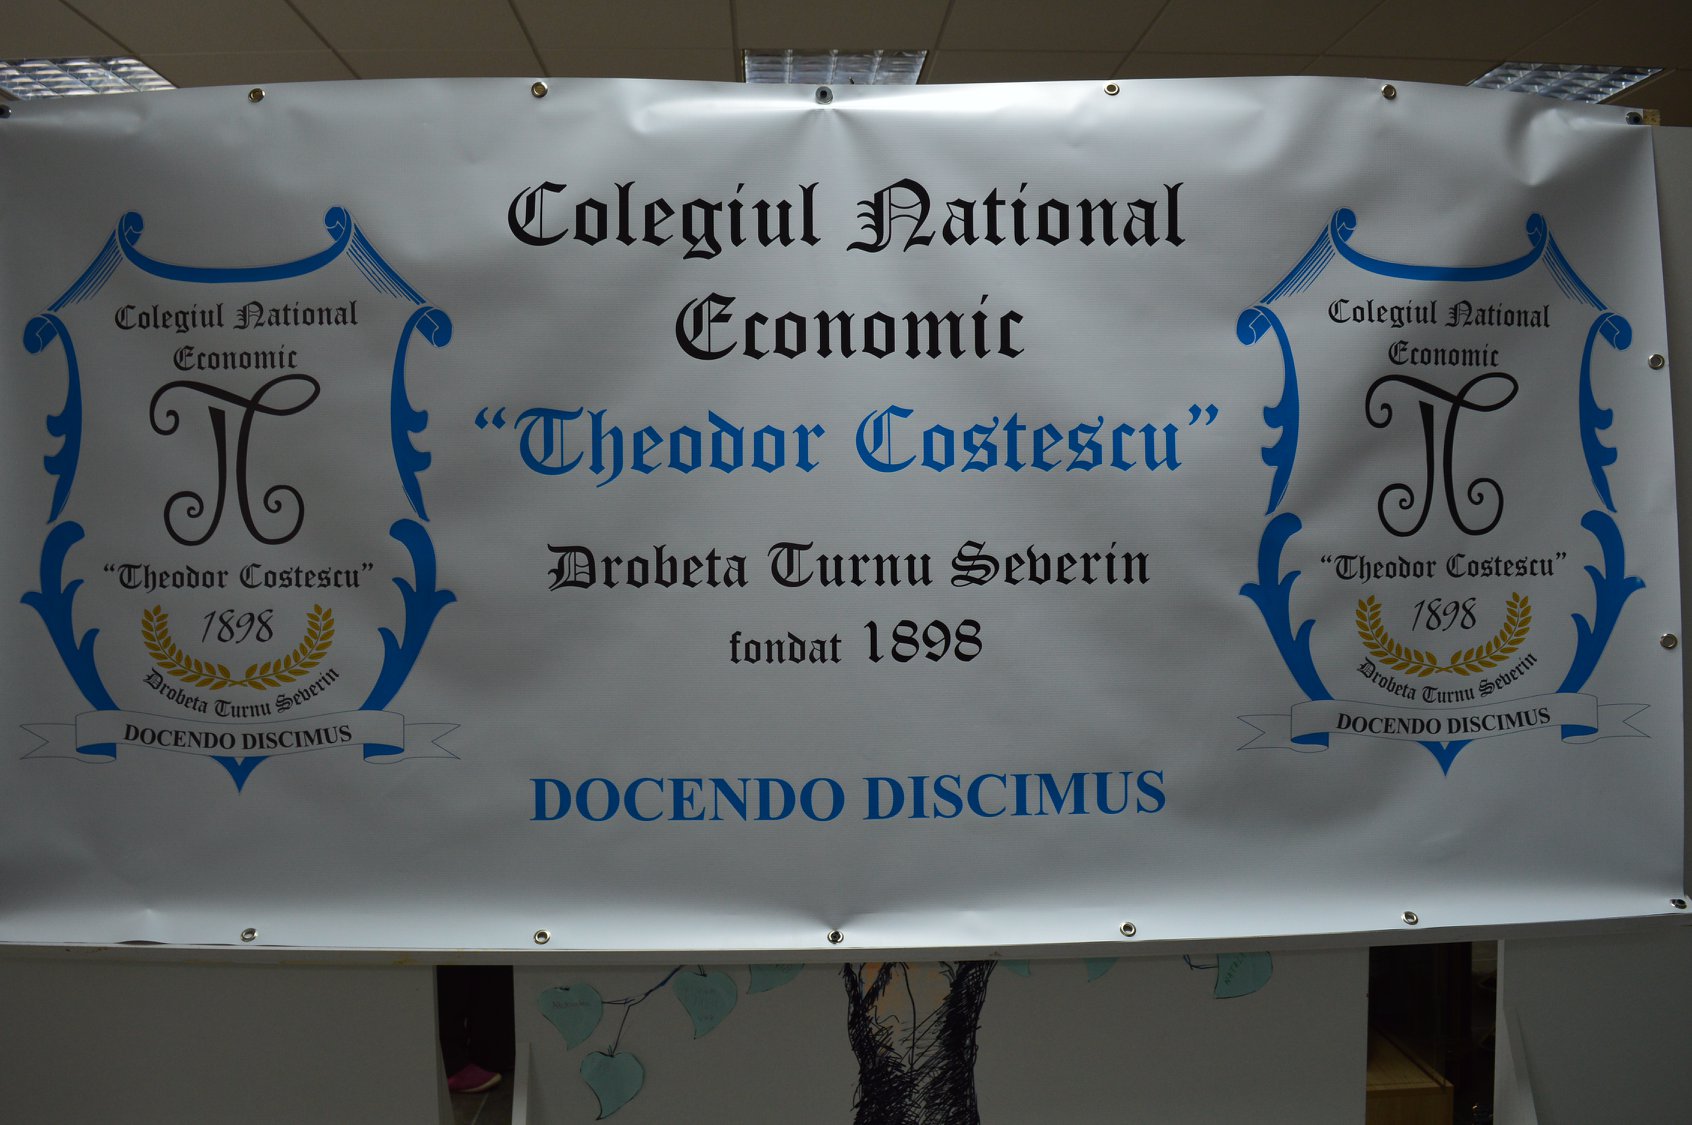 Colegiul National
Economic
“Theodor Costescu”
Drobeta Turnu Severin
fondat 1898
DOCENDO DISCIMUS
Colegiul National
Economic
“Theodor Costescu”
1898
Drobeta Turnu Severin
DOCENDO DISCIMUS
Colegiul National
Economic
“Theodor Costescu”
1898
Drobeta Turnu Severin
DOCENDO DISCIMUS